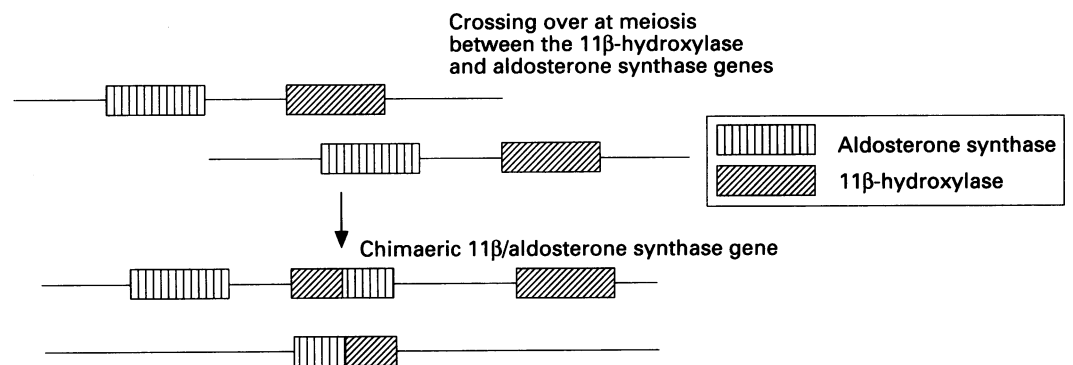 Crossing over at meiosis
between the 11β-hydroxylase
and aldosterone synthase genes
Aldosterone synthase
11β-hydroxylase
Chimaeric 11β/aldosterone synthase gene